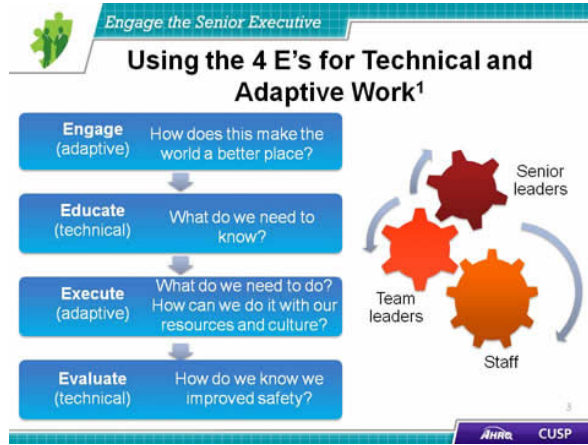 Engage the Senior Executive
Using the 4 E's for Technical and
Adaptive Work¹
Engage
(adaptive)
How does this make the
world a better place?
Educate
(technical)
What do we need to
know?
Execute
(adaptive)
What do we need to do?
How can we do it with our
resources and culture?
Evaluate
(technical)
How do we know we
improved safety?
Senior
leaders
Team
leaders
Staff
3
AHRQ
CUSP